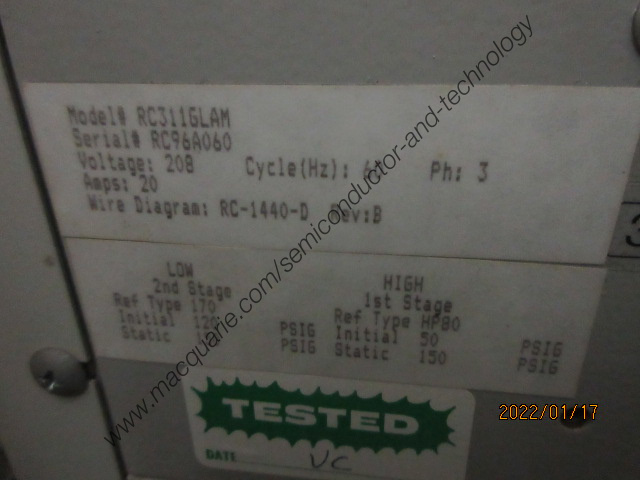 Model# RC311GLAM
Serial# RC96A060
Voltage: 208 Cycle(Hz): Ph: 3
Amps: 20
Wire Diagram: RC-1440-D Rev:B
LOW
2nd Stage
Ref Type 170
Initial 120 PSIG
Static PSIG
HIGH
1st Stage
Ref Type HP80
Initial 50 PSIG
Static 150 PSIG
TESTED
DATE VC
2022/01/17
www.macquarie.com/semiconductor-and-technology